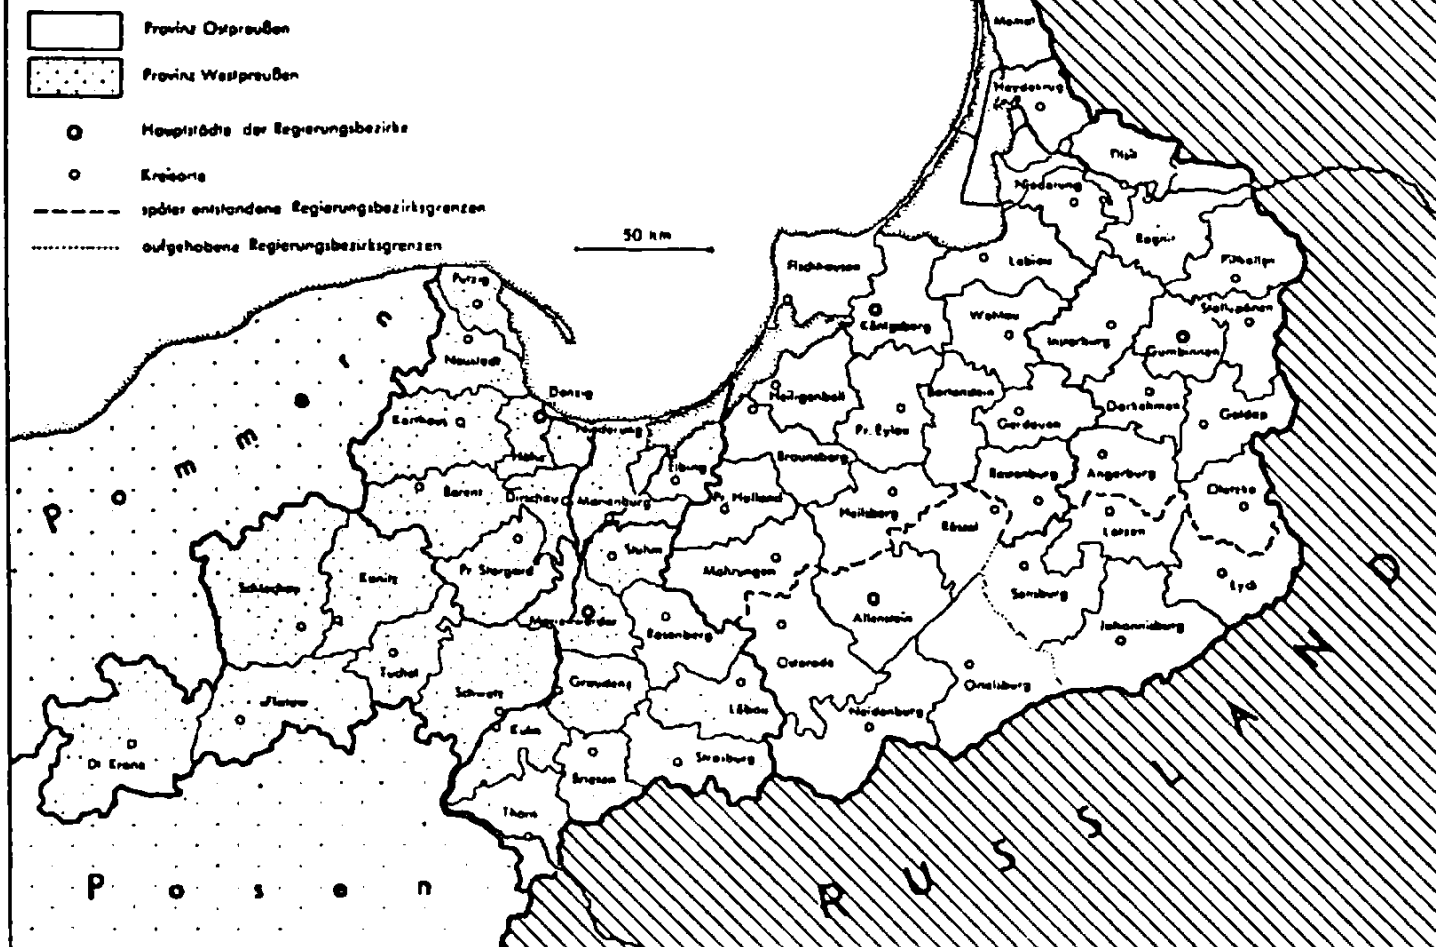 Provinz Ostpreußen
Provinz Westpreußen
Hauptstädte der Regierungsbezirke
Kreisorte
später entstandene Regierungsbezirksgrenzen
aufgehobene Regierungsbezirksgrenzen
50 km
Memel
Heydekrug
Tilsit
Niederung
Ragnit
Pillkallen
Labiau
Fischhausen
Königsberg
Wehlau
Insterburg
Gumbinnen
Stallupönen
Putzig
Neustadt
Danzig
Karthaus
Höhe
Niederung
Elbing
Heiligenbeil
Pr. Eylau
Bartenstein
Gerdauen
Darkehmen
Goldap
Berent
Dirschau
Marienburg
Pr. Holland
Braunsberg
Heilsberg
Rössel
Rastenburg
Angerburg
Oletzko
Lötzen
Schlochau
Konitz
Pr. Stargard
Stuhm
Mohrungen
Allenstein
Sensburg
Johannisburg
Lyck
Marienwerder
Rosenberg
Osterode
Ortelsburg
Tuchel
Flatow
Schwetz
Graudenz
Löbau
Neidenburg
Dt Krone
Kulm
Briesen
Strasburg
Thorn
Pommern
Posen
RUSSLAND